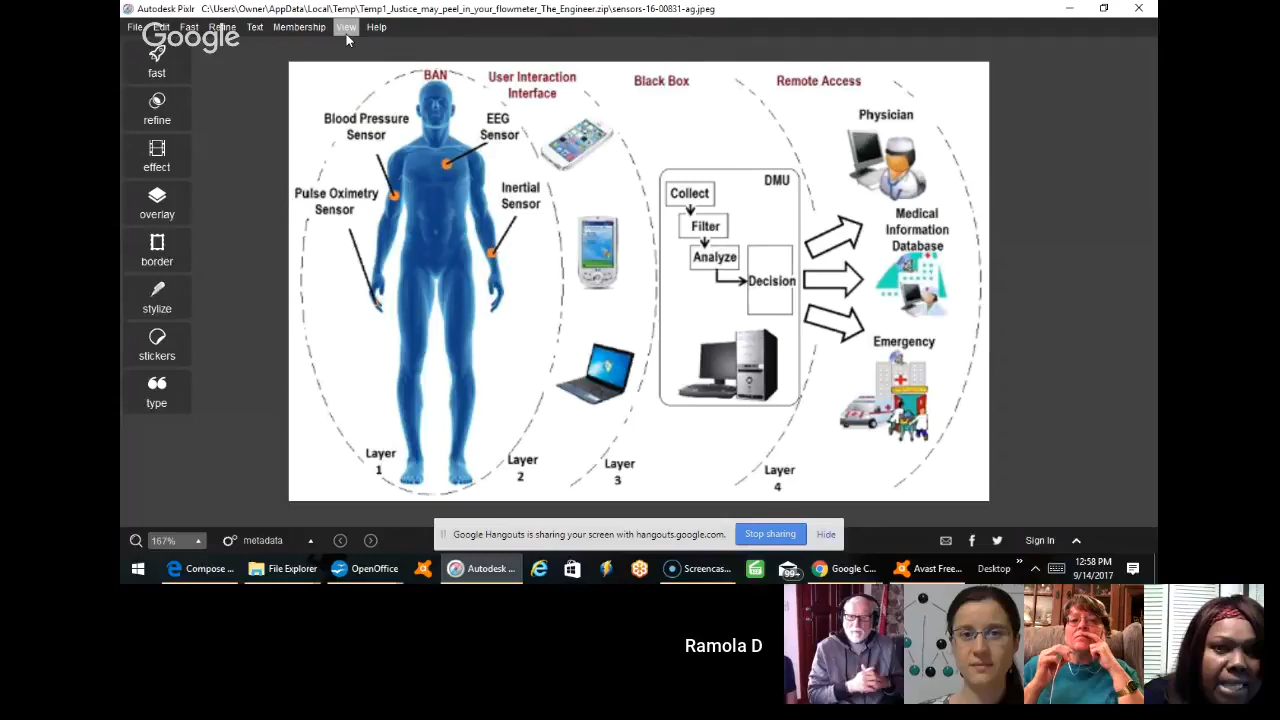 Autodesk Pixlr C:\Users\Owner\AppData\Local\Temp\Temp1_Justice_may_peel_in_your_flowmeter_The_Engineer.zip\sensors-16-00831-ag.jpeg
File Edit Fast Refine Text Membership View Help
Google
fast
refine
effect
overlay
border
stylize
stickers
type
BAN
User Interaction
Interface
Black Box
Remote Access
Blood Pressure
Sensor
EEG
Sensor
Pulse Oximetry
Sensor
Inertial
Sensor
DMU
Collect
Filter
Analyze
Decision
Physician
Medical
Information
Database
Emergency
Layer
1
Layer
2
Layer
3
Layer
4
Google Hangouts is sharing your screen with hangouts.google.com. Stop sharing Hide
167% metadata Sign In
Compose ... File Explorer OpenOffice Autodesk ... Screencas... 99+ Google C... Avast Free... Desktop 12:58 PM
9/14/2017
Ramola D